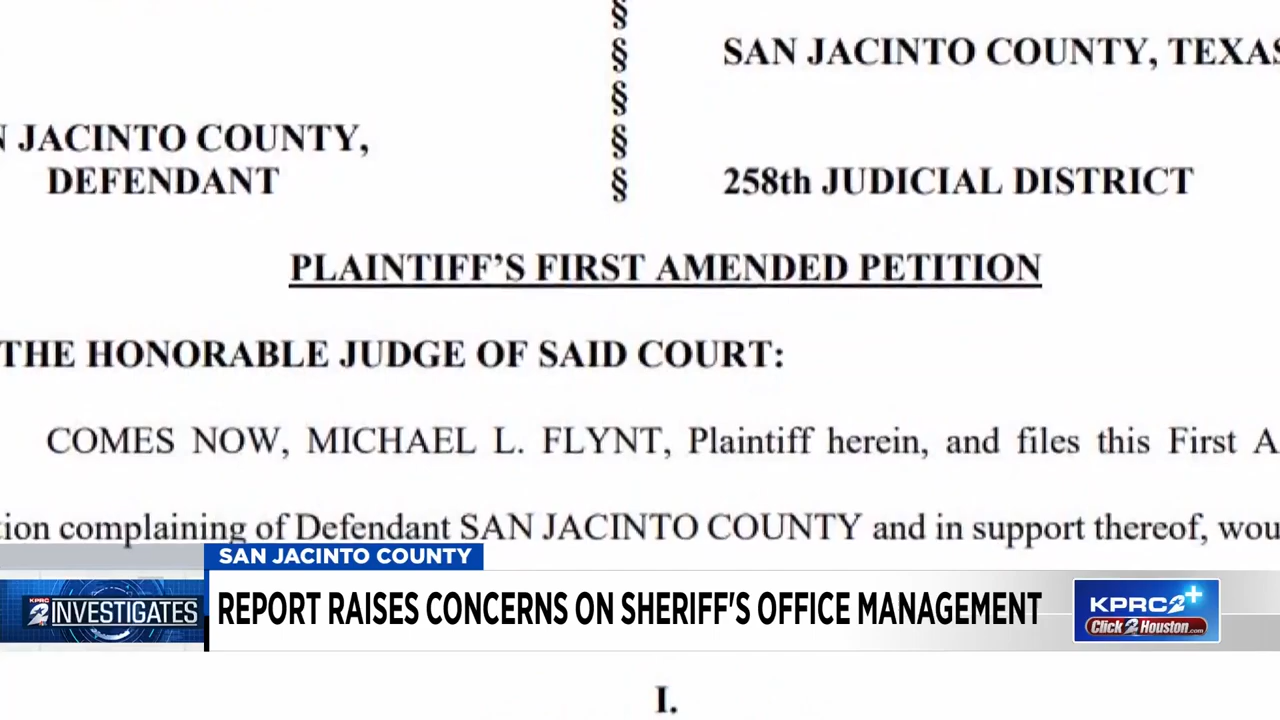 §
§ SAN JACINTO COUNTY, TEXAS
§
N JACINTO COUNTY, §
DEFENDANT § 258th JUDICIAL DISTRICT
PLAINTIFF'S FIRST AMENDED PETITION
THE HONORABLE JUDGE OF SAID COURT:
COMES NOW, MICHAEL L. FLYNT, Plaintiff herein, and files this First A
tion complaining of Defendant SAN JACINTO COUNTY and in support thereof, wou
SAN JACINTO COUNTY
KPRC 2 INVESTIGATES
REPORT RAISES CONCERNS ON SHERIFF'S OFFICE MANAGEMENT
KPRC2+
Click2Houston.com
I.